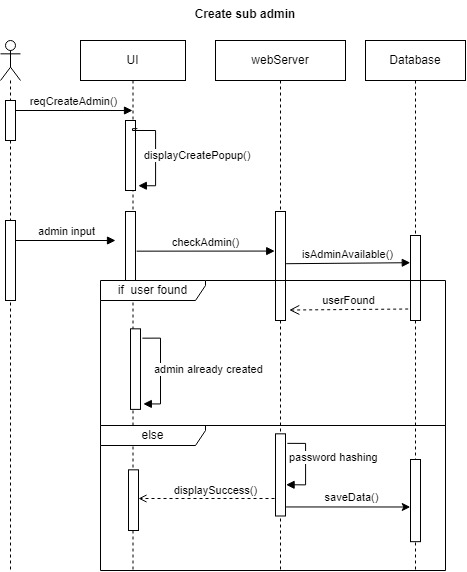 Create sub admin
UI
webServer
Database
reqCreateAdmin()
displayCreatePopup()
admin input
checkAdmin()
isAdminAvailable()
if user found
userFound
admin already created
else
password hashing
displaySuccess()
saveData()